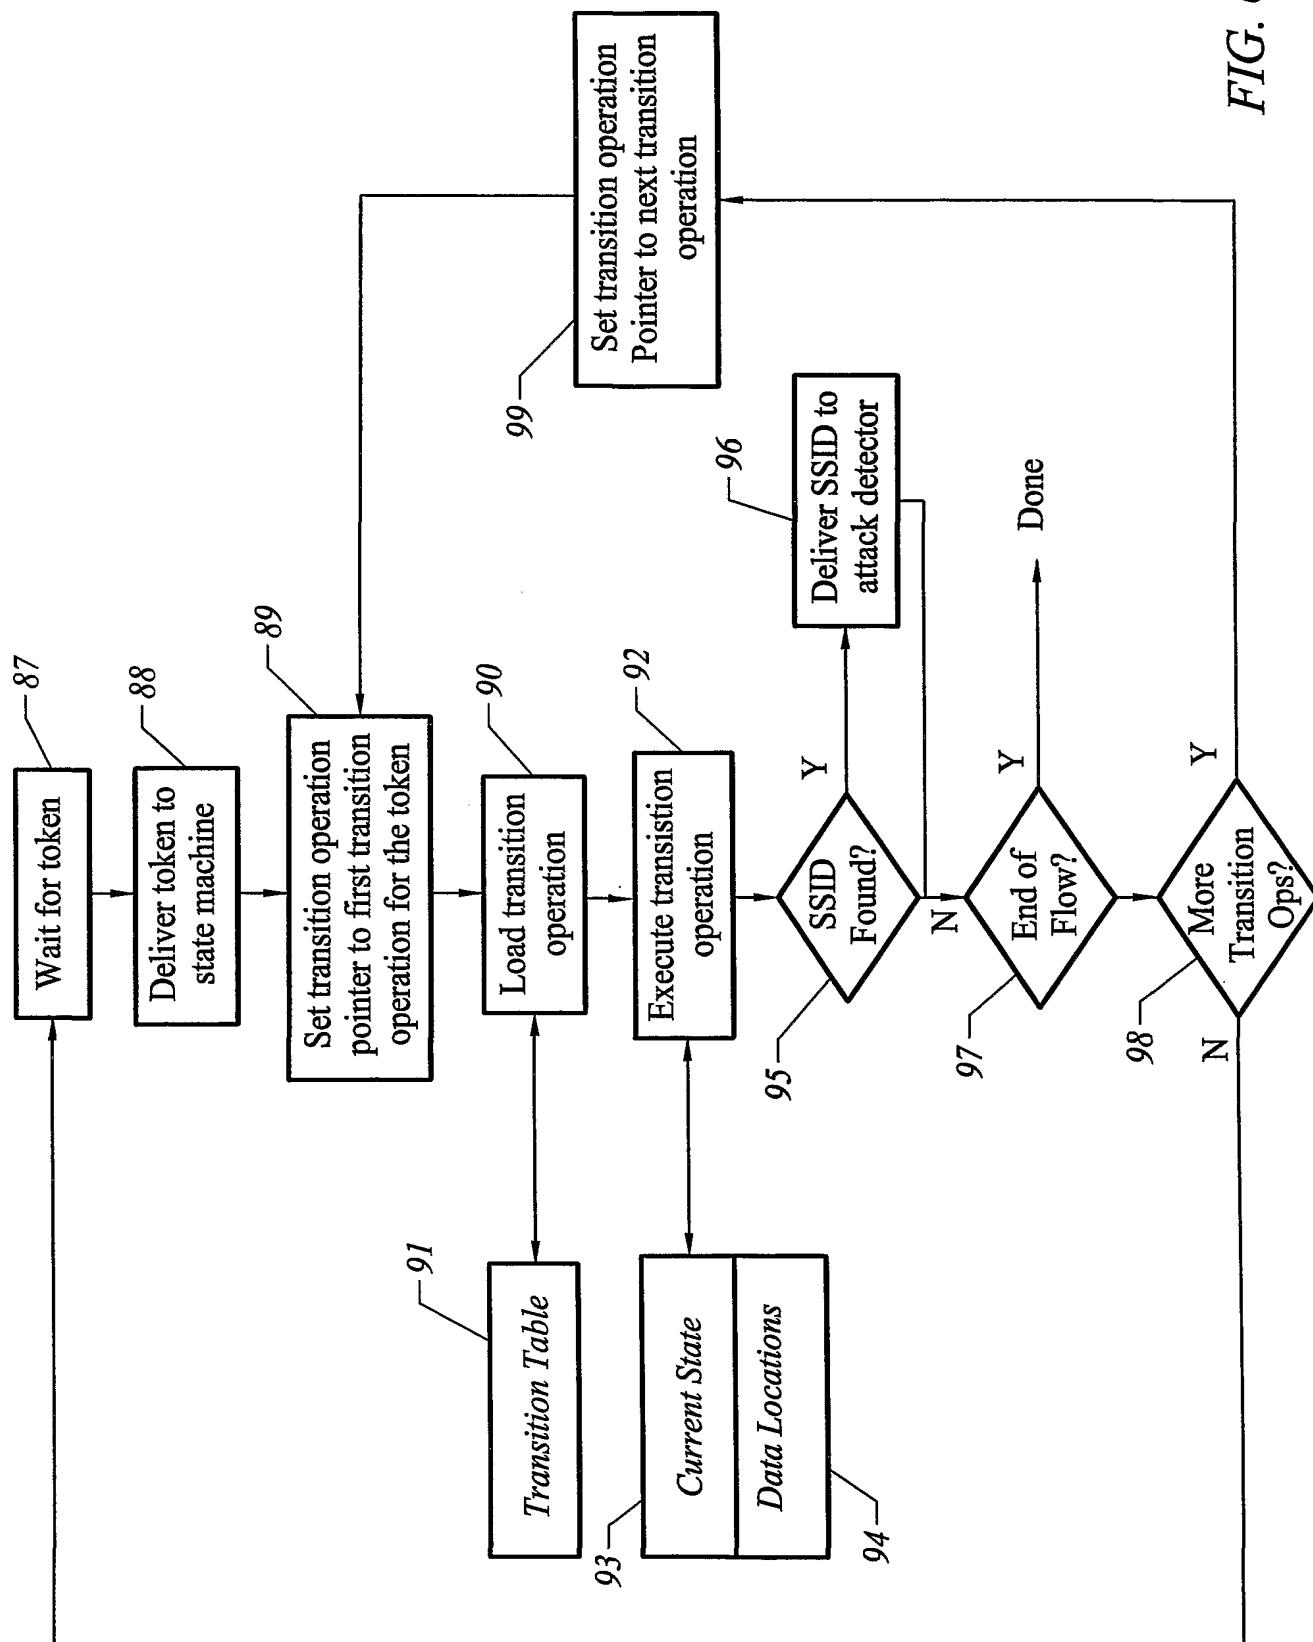 87
Wait for token
88
Deliver token to
state machine
89
Set transition operation
pointer to first transition
operation for the token
90
Load transition
operation
91
Transition Table
92
Execute transistion
operation
93
Current State
Data Locations
94
95
SSID
Found?
Y
N
96
Deliver SSID to
attack detector
97
End of
Flow?
Y
Done
98
More
Transition
Ops?
Y
N
99
Set transition operation
Pointer to next transition
operation
FIG.